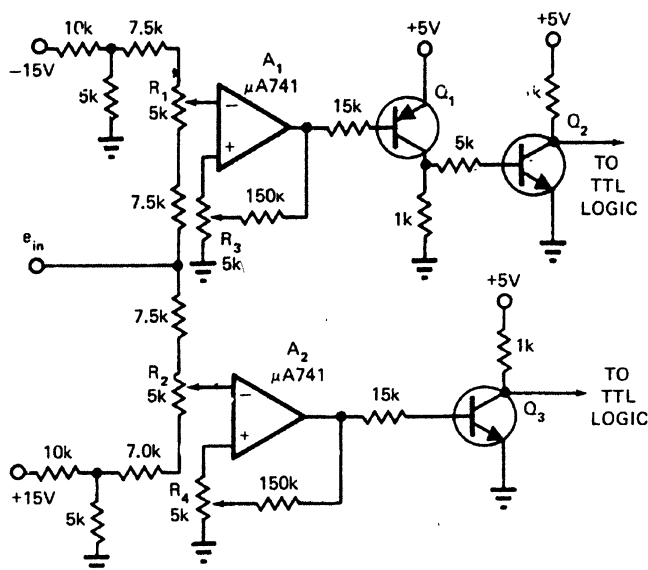 10k
7.5k
-15V
5k
R1
5k
A1
μA741
−
+
15k
+5V
Q1
+5V
k
Q2
TO
TTL
LOGIC
5k
1k
150k
R3
5k
7.5k
ein
7.5k
R2
5k
A2
μA741
−
+
15k
+5V
1k
Q3
TO
TTL
LOGIC
10k
7.0k
+15V
5k
R4
5k
150k